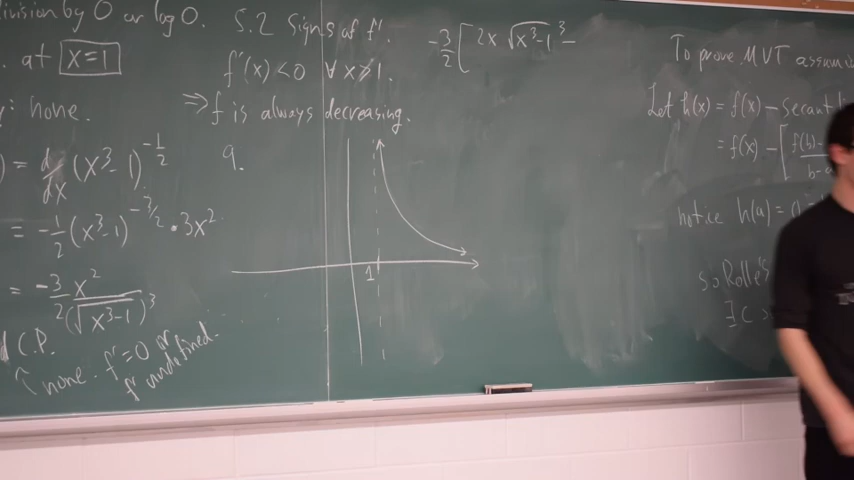 division by 0 or log 0.
. at x=1
y: none.
) = d/dx (x³-1)^{-1/2}
= -1/2 (x³-1)^{-3/2} · 3x²
= -3/2 x²/(√(x³-1))³
C.P.
none. f'=0 or
f' undefined.
5.2 Signs of f'.
f'(x) < 0 ∀ x > 1.
⇒ f is always decreasing.
9.
1
-3/2 [ 2x √(x³-1)³ -
To prove MVT assume
Let h(x) = f(x) - secant
= f(x) - [ f(b)-
b-a
notice h(a) =
so Rolle's
∃ c